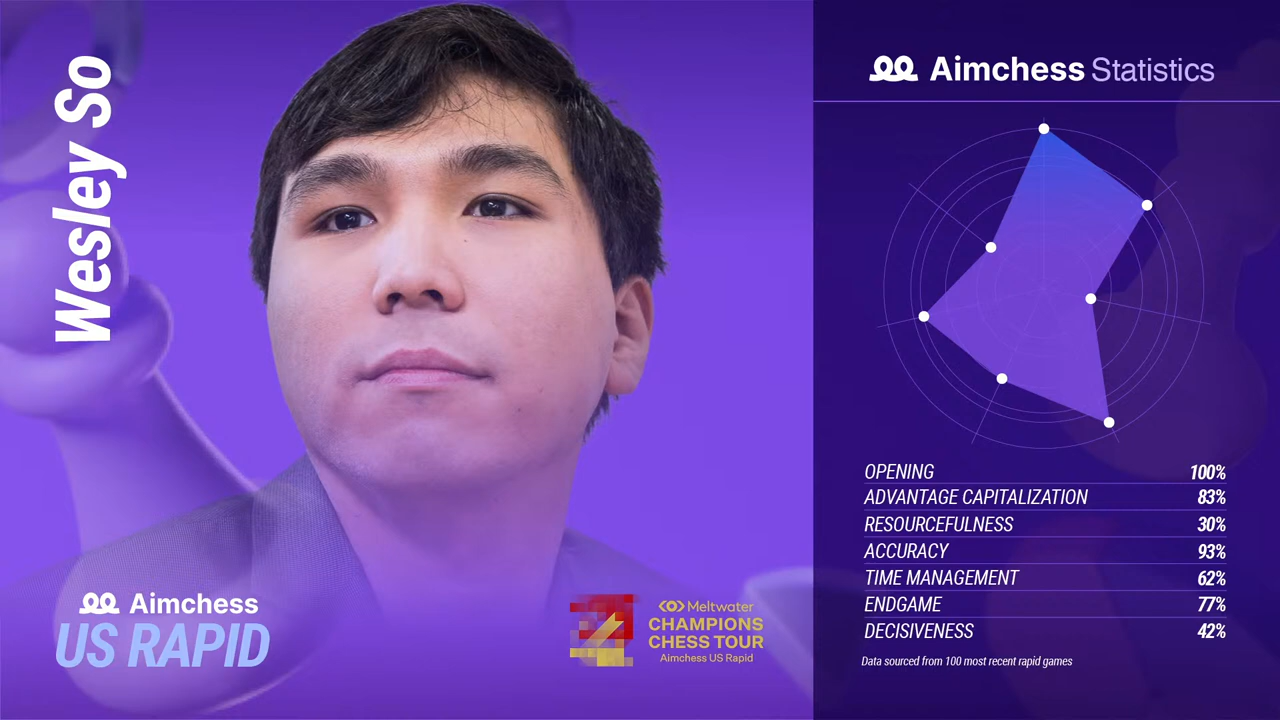 Wesley So
Aimchess
US RAPID
Meltwater
CHAMPIONS
CHESS TOUR
Aimchess US Rapid
Aimchess Statistics
OPENING 100%
ADVANTAGE CAPITALIZATION 83%
RESOURCEFULNESS 30%
ACCURACY 93%
TIME MANAGEMENT 62%
ENDGAME 77%
DECISIVENESS 42%
Data sourced from 100 most recent rapid games